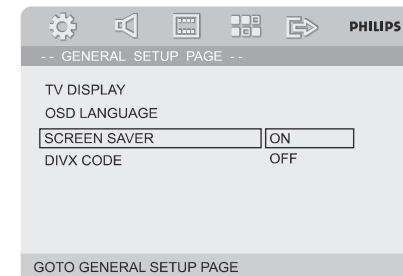 PHILIPS
-- GENERAL SETUP PAGE --
TV DISPLAY
OSD LANGUAGE
SCREEN SAVER ON
DIVX CODE OFF
GOTO GENERAL SETUP PAGE